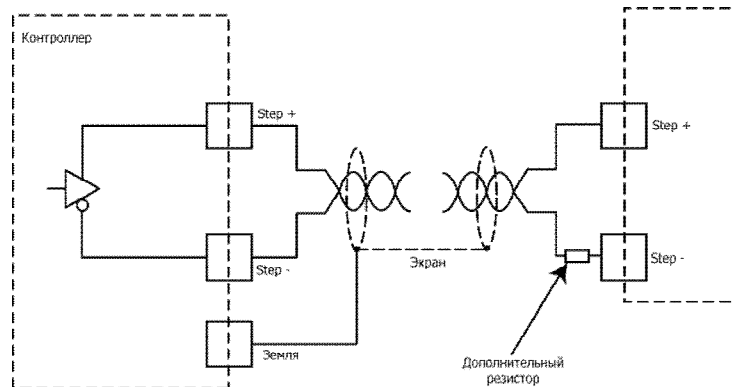 Контроллер
Step +
Step +
Step -
Step -
Экран
Земля
Дополнительный
резистор